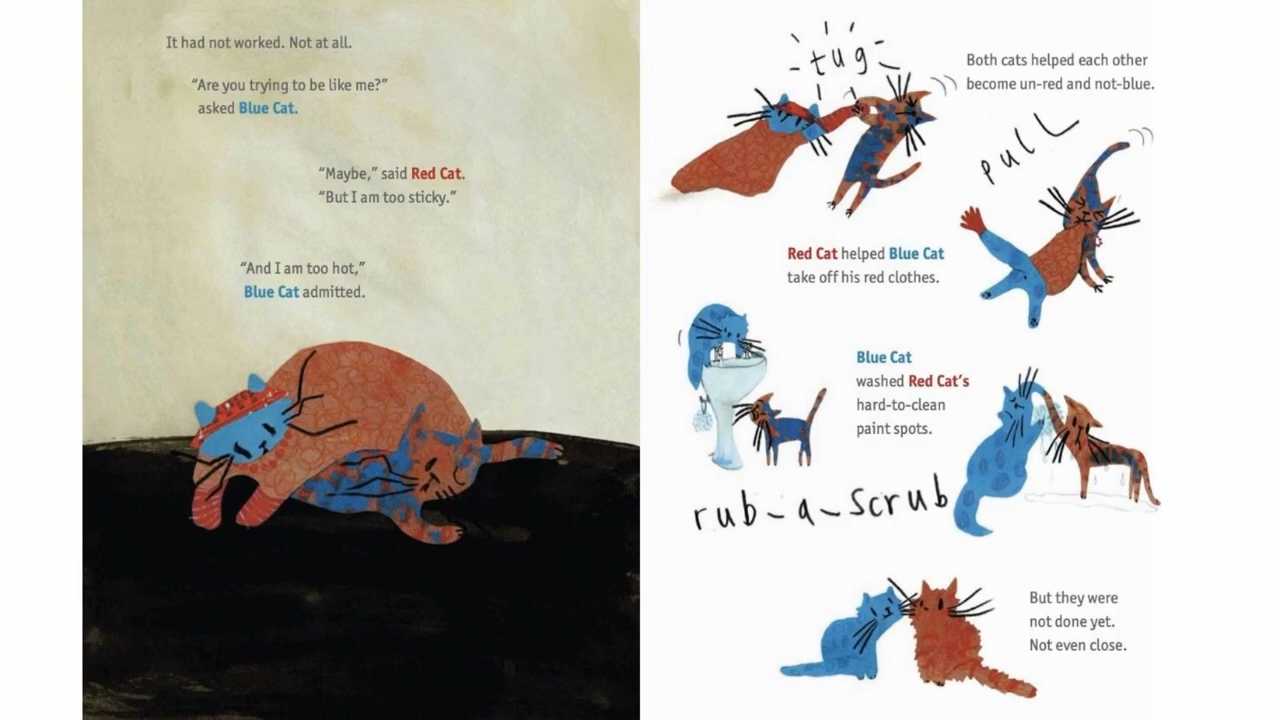 It had not worked. Not at all.
“Are you trying to be like me?”
asked Blue Cat.
“Maybe,” said Red Cat.
“But I am too sticky.”
“And I am too hot,”
Blue Cat admitted.
tug
Both cats helped each other
become un-red and not-blue.
PULL
Red Cat helped Blue Cat
take off his red clothes.
Blue Cat
washed Red Cat’s
hard-to-clean
paint spots.
rub-a-scrub
But they were
not done yet.
Not even close.